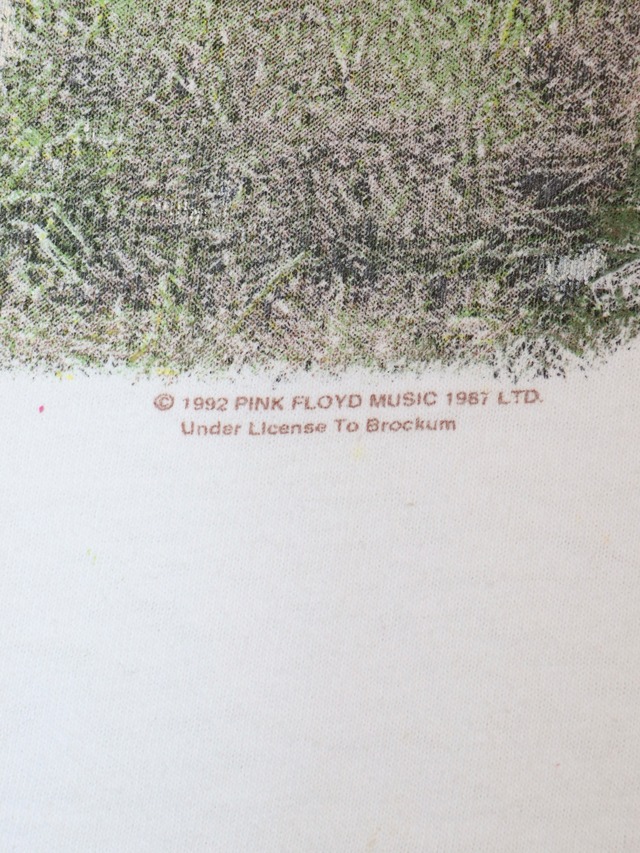 © 1992 PINK FLOYD MUSIC 1987 LTD.
Under License To Brockum